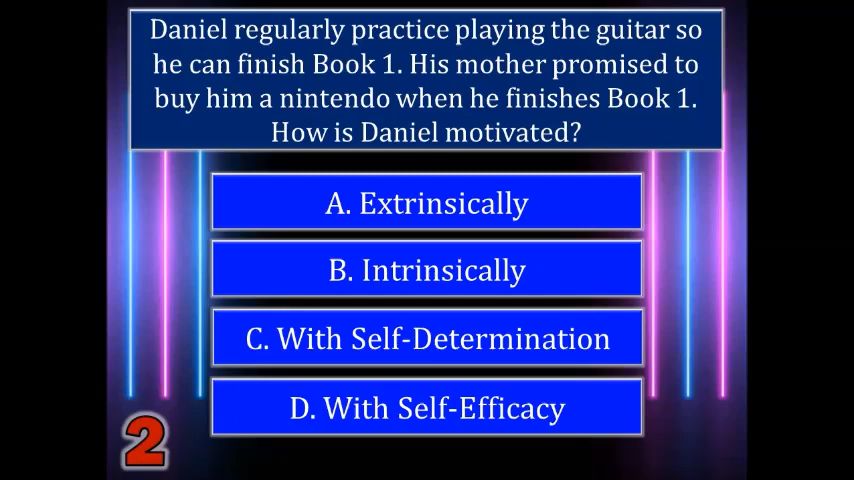 Daniel regularly practice playing the guitar so
he can finish Book 1. His mother promised to
buy him a nintendo when he finishes Book 1.
How is Daniel motivated?
A. Extrinsically
B. Intrinsically
C. With Self-Determination
D. With Self-Efficacy
2